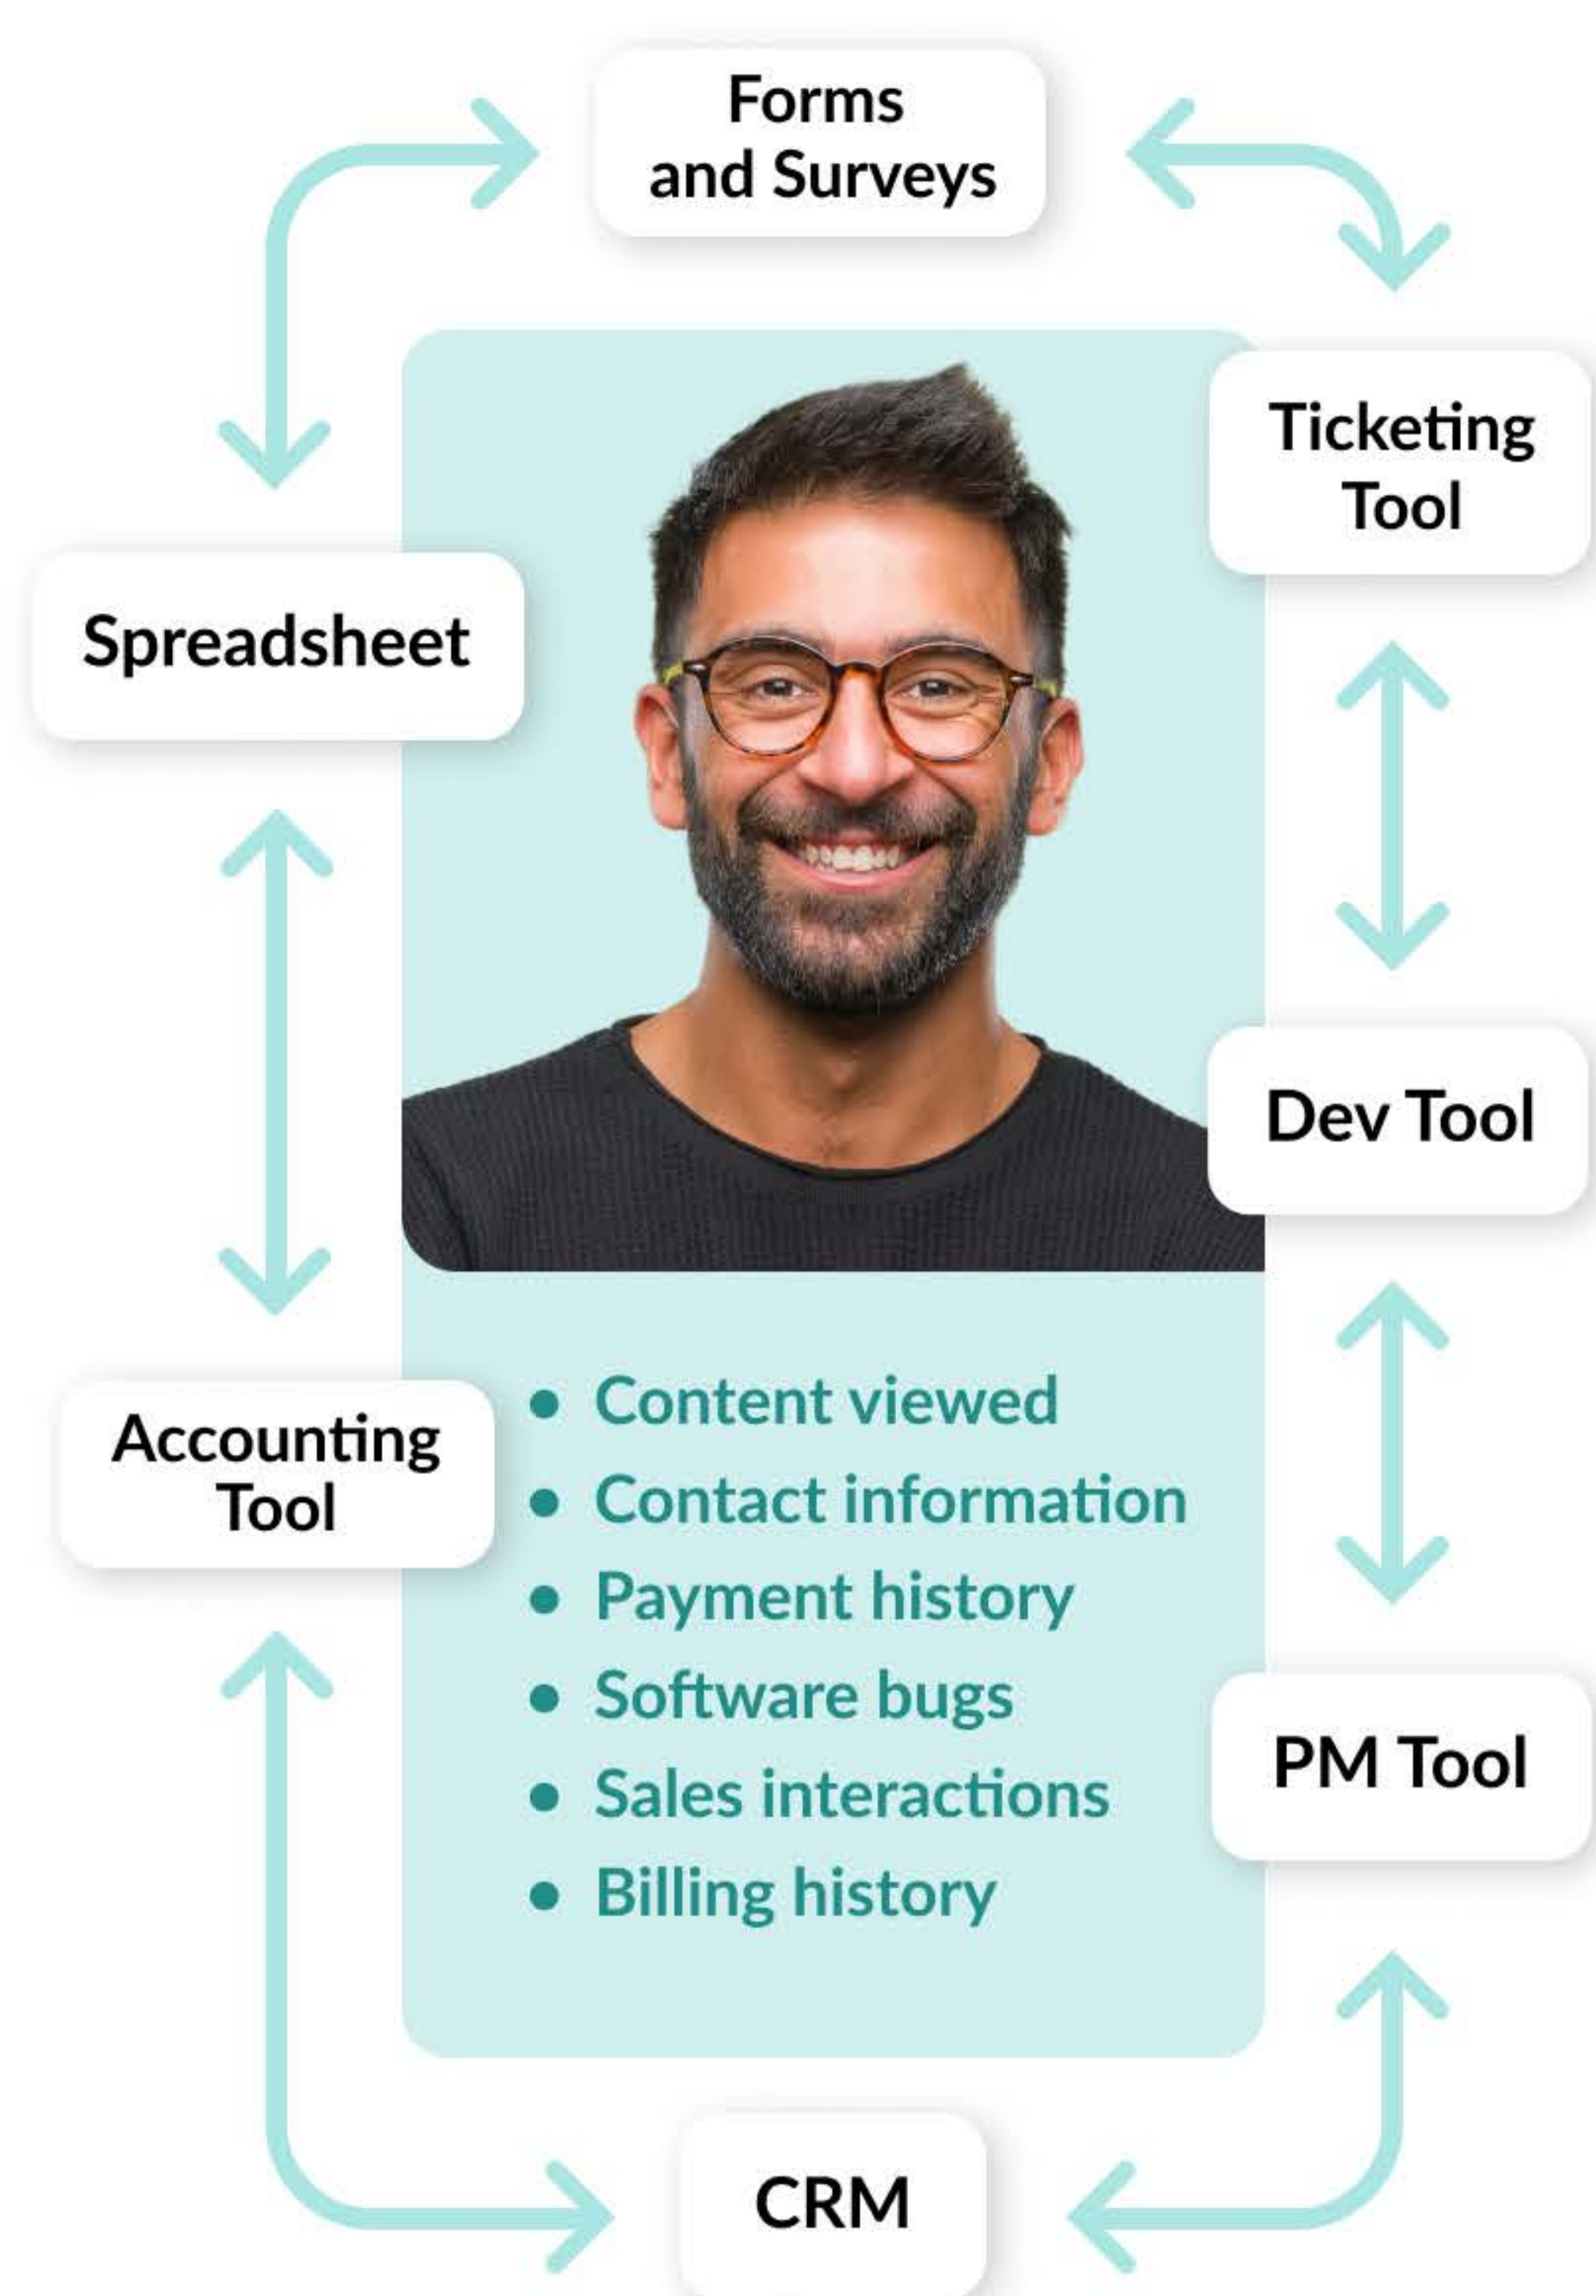 Forms
and Surveys
Ticketing
Tool
Spreadsheet
Dev Tool
Accounting
Tool
• Content viewed
• Contact information
• Payment history
• Software bugs
• Sales interactions
• Billing history
PM Tool
CRM